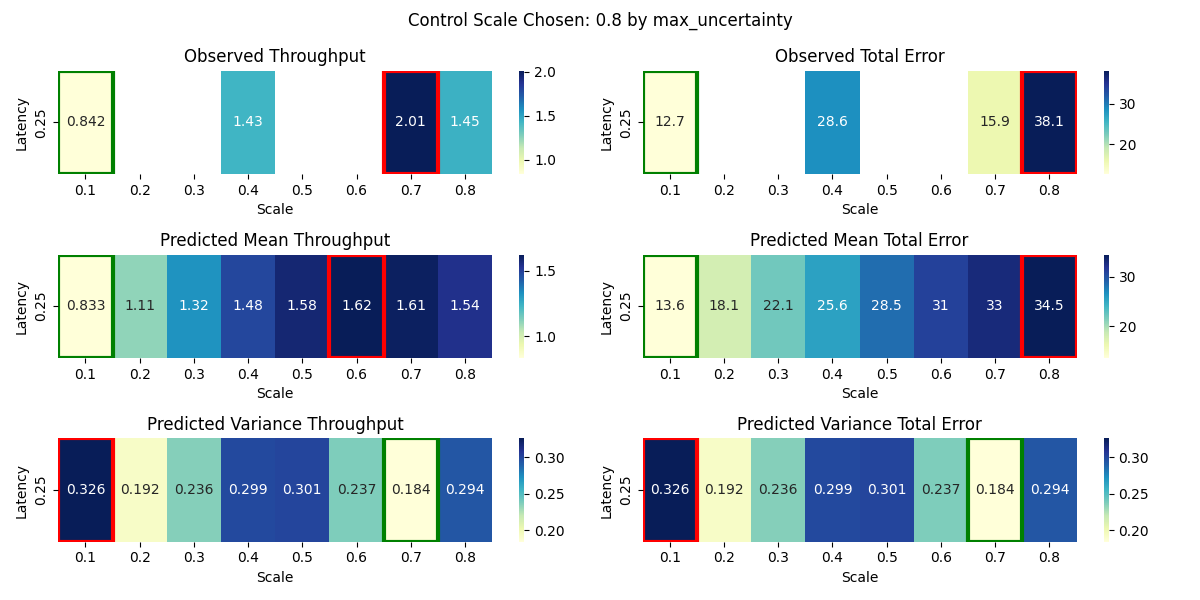 Control Scale Chosen: 0.8 by max_uncertainty
Observed Throughput
Latency
0.25
0.842 1.43 2.01 1.45
0.1 0.2 0.3 0.4 0.5 0.6 0.7 0.8
Scale
2.0
1.5
1.0
Observed Total Error
Latency
0.25
12.7 28.6 15.9 38.1
0.1 0.2 0.3 0.4 0.5 0.6 0.7 0.8
Scale
30
20
Predicted Mean Throughput
Latency
0.25
0.833 1.11 1.32 1.48 1.58 1.62 1.61 1.54
0.1 0.2 0.3 0.4 0.5 0.6 0.7 0.8
Scale
1.5
1.0
Predicted Mean Total Error
Latency
0.25
13.6 18.1 22.1 25.6 28.5 31 33 34.5
0.1 0.2 0.3 0.4 0.5 0.6 0.7 0.8
Scale
30
20
Predicted Variance Throughput
Latency
0.25
0.326 0.192 0.236 0.299 0.301 0.237 0.184 0.294
0.1 0.2 0.3 0.4 0.5 0.6 0.7 0.8
Scale
0.30
0.25
0.20
Predicted Variance Total Error
Latency
0.25
0.326 0.192 0.236 0.299 0.301 0.237 0.184 0.294
0.1 0.2 0.3 0.4 0.5 0.6 0.7 0.8
Scale
0.30
0.25
0.20